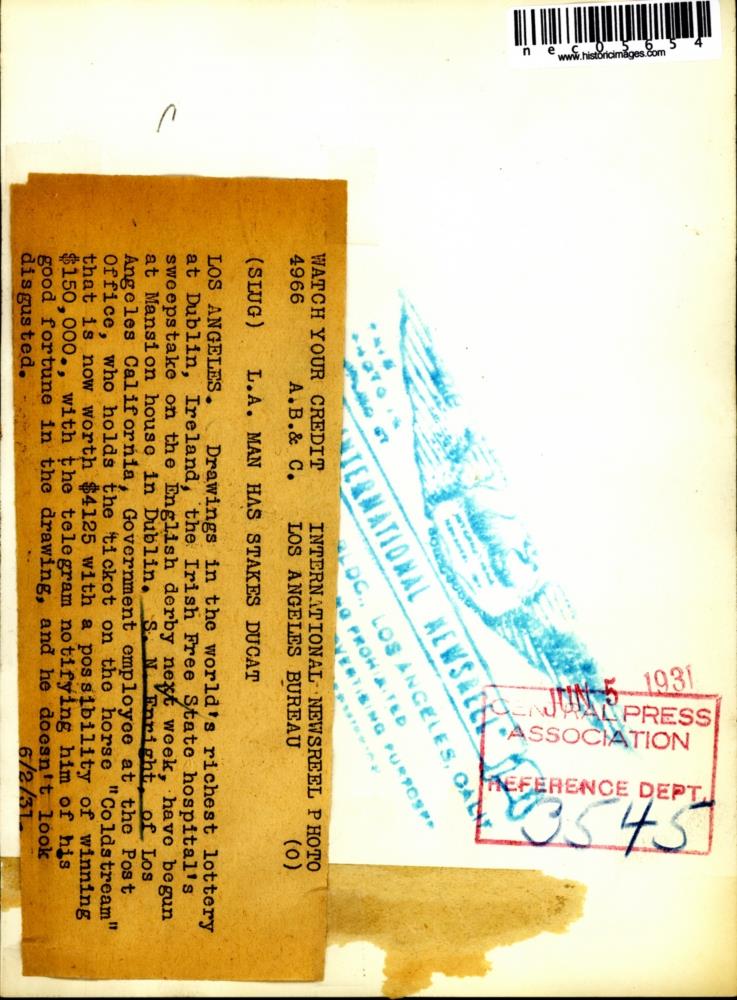 necO5654
www.historicimages.com
WATCH YOUR CREDIT INTERNATIONAL NEWSREEL PHOTO
4966 A.B.& C. LOS ANGELES BUREAU (O)
(SLUG) L.A. MAN HAS STAKES DUCAT
LOS ANGELES. Drawings in the world's richest lottery
at Dublin, Ireland, the Irish Free State hospital's
sweepstake on the English derby next week, have begun
at Mansion house in Dublin. S. N Enright, of Los
Angeles California, Government employee at the Post
Office, who holds the ticket on the horse "Coldstream"
that is now worth $4125 with a possibility of winning
$150,000., with the telegram notifying him of his
good fortune in the drawing, and he doesn't look
disgusted. 6/2/31-
INTERNATIONAL NEWSREEL
BLDG., LOS ANGELES, CALIF
JUN 5 1931
CENTRAL PRESS
ASSOCIATION
REFERENCE DEPT.
3545